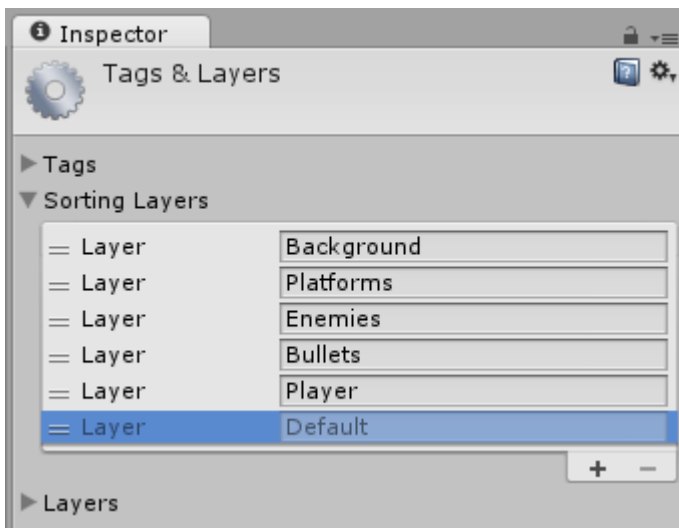 Inspector
Tags & Layers
Tags
Sorting Layers
Layer Background
Layer Platforms
Layer Enemies
Layer Bullets
Layer Player
Layer Default
Layers